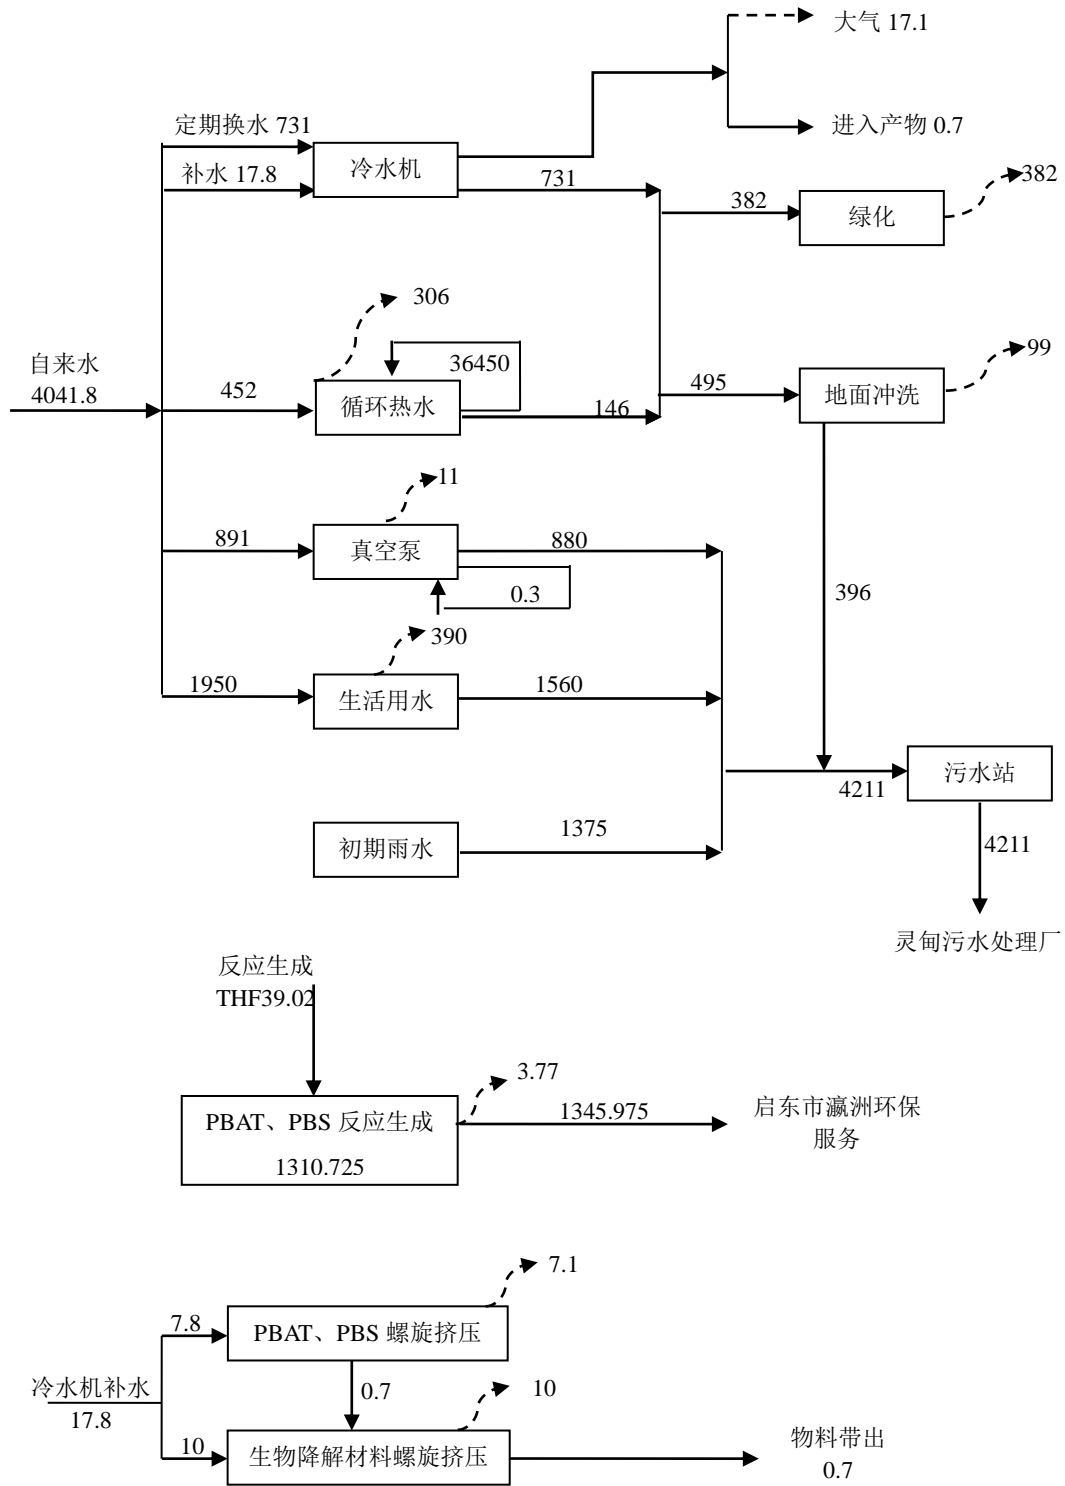 大气 17.1
定期换水 731
进入产物 0.7
补水 17.8
冷水机
731
382
绿化
382
306
自来水
4041.8
452
36450
循环热水
146
495
地面冲洗
99
11
891
真空泵
880
0.3
396
390
1950
生活用水
1560
4211
污水站
初期雨水
1375
4211
灵甸污水处理厂
反应生成
THF39.02
3.77
PBAT、PBS 反应生成
1310.725
1345.975
启东市瀛洲环保
服务
7.1
7.8
PBAT、PBS 螺旋挤压
冷水机补水
17.8
0.7
10
10
生物降解材料螺旋挤压
物料带出
0.7